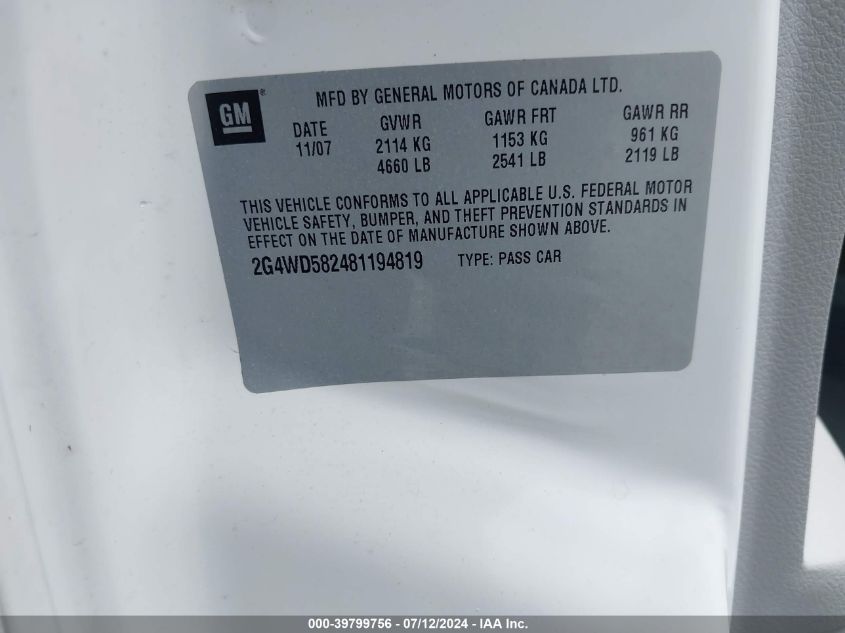 GM ®
MFD BY GENERAL MOTORS OF CANADA LTD.
DATE GVWR GAWR FRT GAWR RR
11/07 2114 KG 1153 KG 961 KG
4660 LB 2541 LB 2119 LB
THIS VEHICLE CONFORMS TO ALL APPLICABLE U.S. FEDERAL MOTOR
VEHICLE SAFETY, BUMPER, AND THEFT PREVENTION STANDARDS IN
EFFECT ON THE DATE OF MANUFACTURE SHOWN ABOVE.
2G4WD582481194819 TYPE: PASS CAR
000-39799756 - 07/12/2024 - IAA Inc.